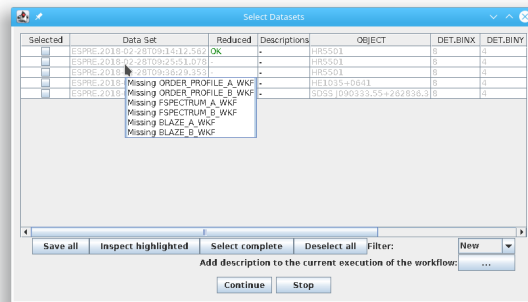 Select Datasets
Selected Data Set Reduced Descriptions OBJECT DET.BINX DET.BINY
ESPRE.2018-02-28T09:14:12.562 OK - HR5501 8 4
ESPRE.2018-02-28T09:25:51.078 - - HR5501 8 4
ESPRE.2018-02-28T09:36:29.353 - - HR5501 8 4
ESPRE.2018- - HE1035+0641 8 4
ESPRE.2018- - SDSS J090333.55+262836.3 8 4
Missing ORDER_PROFILE_A_WKF
Missing ORDER_PROFILE_B_WKF
Missing FSPECTRUM_A_WKF
Missing FSPECTRUM_B_WKF
Missing BLAZE_A_WKF
Missing BLAZE_B_WKF
Save all Inspect highlighted Select complete Deselect all Filter: New
Add description to the current execution of the workflow: ...
Continue Stop